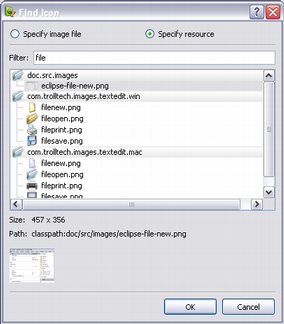 Find Icon
Specify image file
Specify resource
Filter:
file
doc.src.images
eclipse-file-new.png
com.trolltech.images.textedit.win
filenew.png
fileopen.png
fileprint.png
filesave.png
com.trolltech.images.textedit.mac
filenew.png
fileopen.png
fileprint.png
filesave.png
Size: 457 x 356
Path: classpath:doc/src/images/eclipse-file-new.png
OK
Cancel